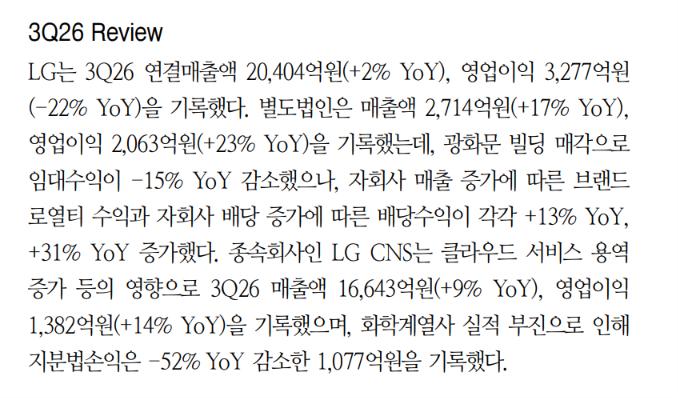 3Q26 Review
LG는 3Q26 연결매출액 20,404억원(+2% YoY), 영업이익 3,277억원
(-22% YoY)을 기록했다. 별도법인은 매출액 2,714억원(+17% YoY),
영업이익 2,063억원(+23% YoY)을 기록했는데, 광화문 빌딩 매각으로
임대수익이 -15% YoY 감소했으나, 자회사 매출 증가에 따른 브랜드
로열티 수익과 자회사 배당 증가에 따른 배당수익이 각각 +13% YoY,
+31% YoY 증가했다. 종속회사인 LG CNS는 클라우드 서비스 용역
증가 등의 영향으로 3Q26 매출액 16,643억원(+9% YoY), 영업이익
1,382억원(+14% YoY)을 기록했으며, 화학계열사 실적 부진으로 인해
지분법손익은 -52% YoY 감소한 1,077억원을 기록했다.